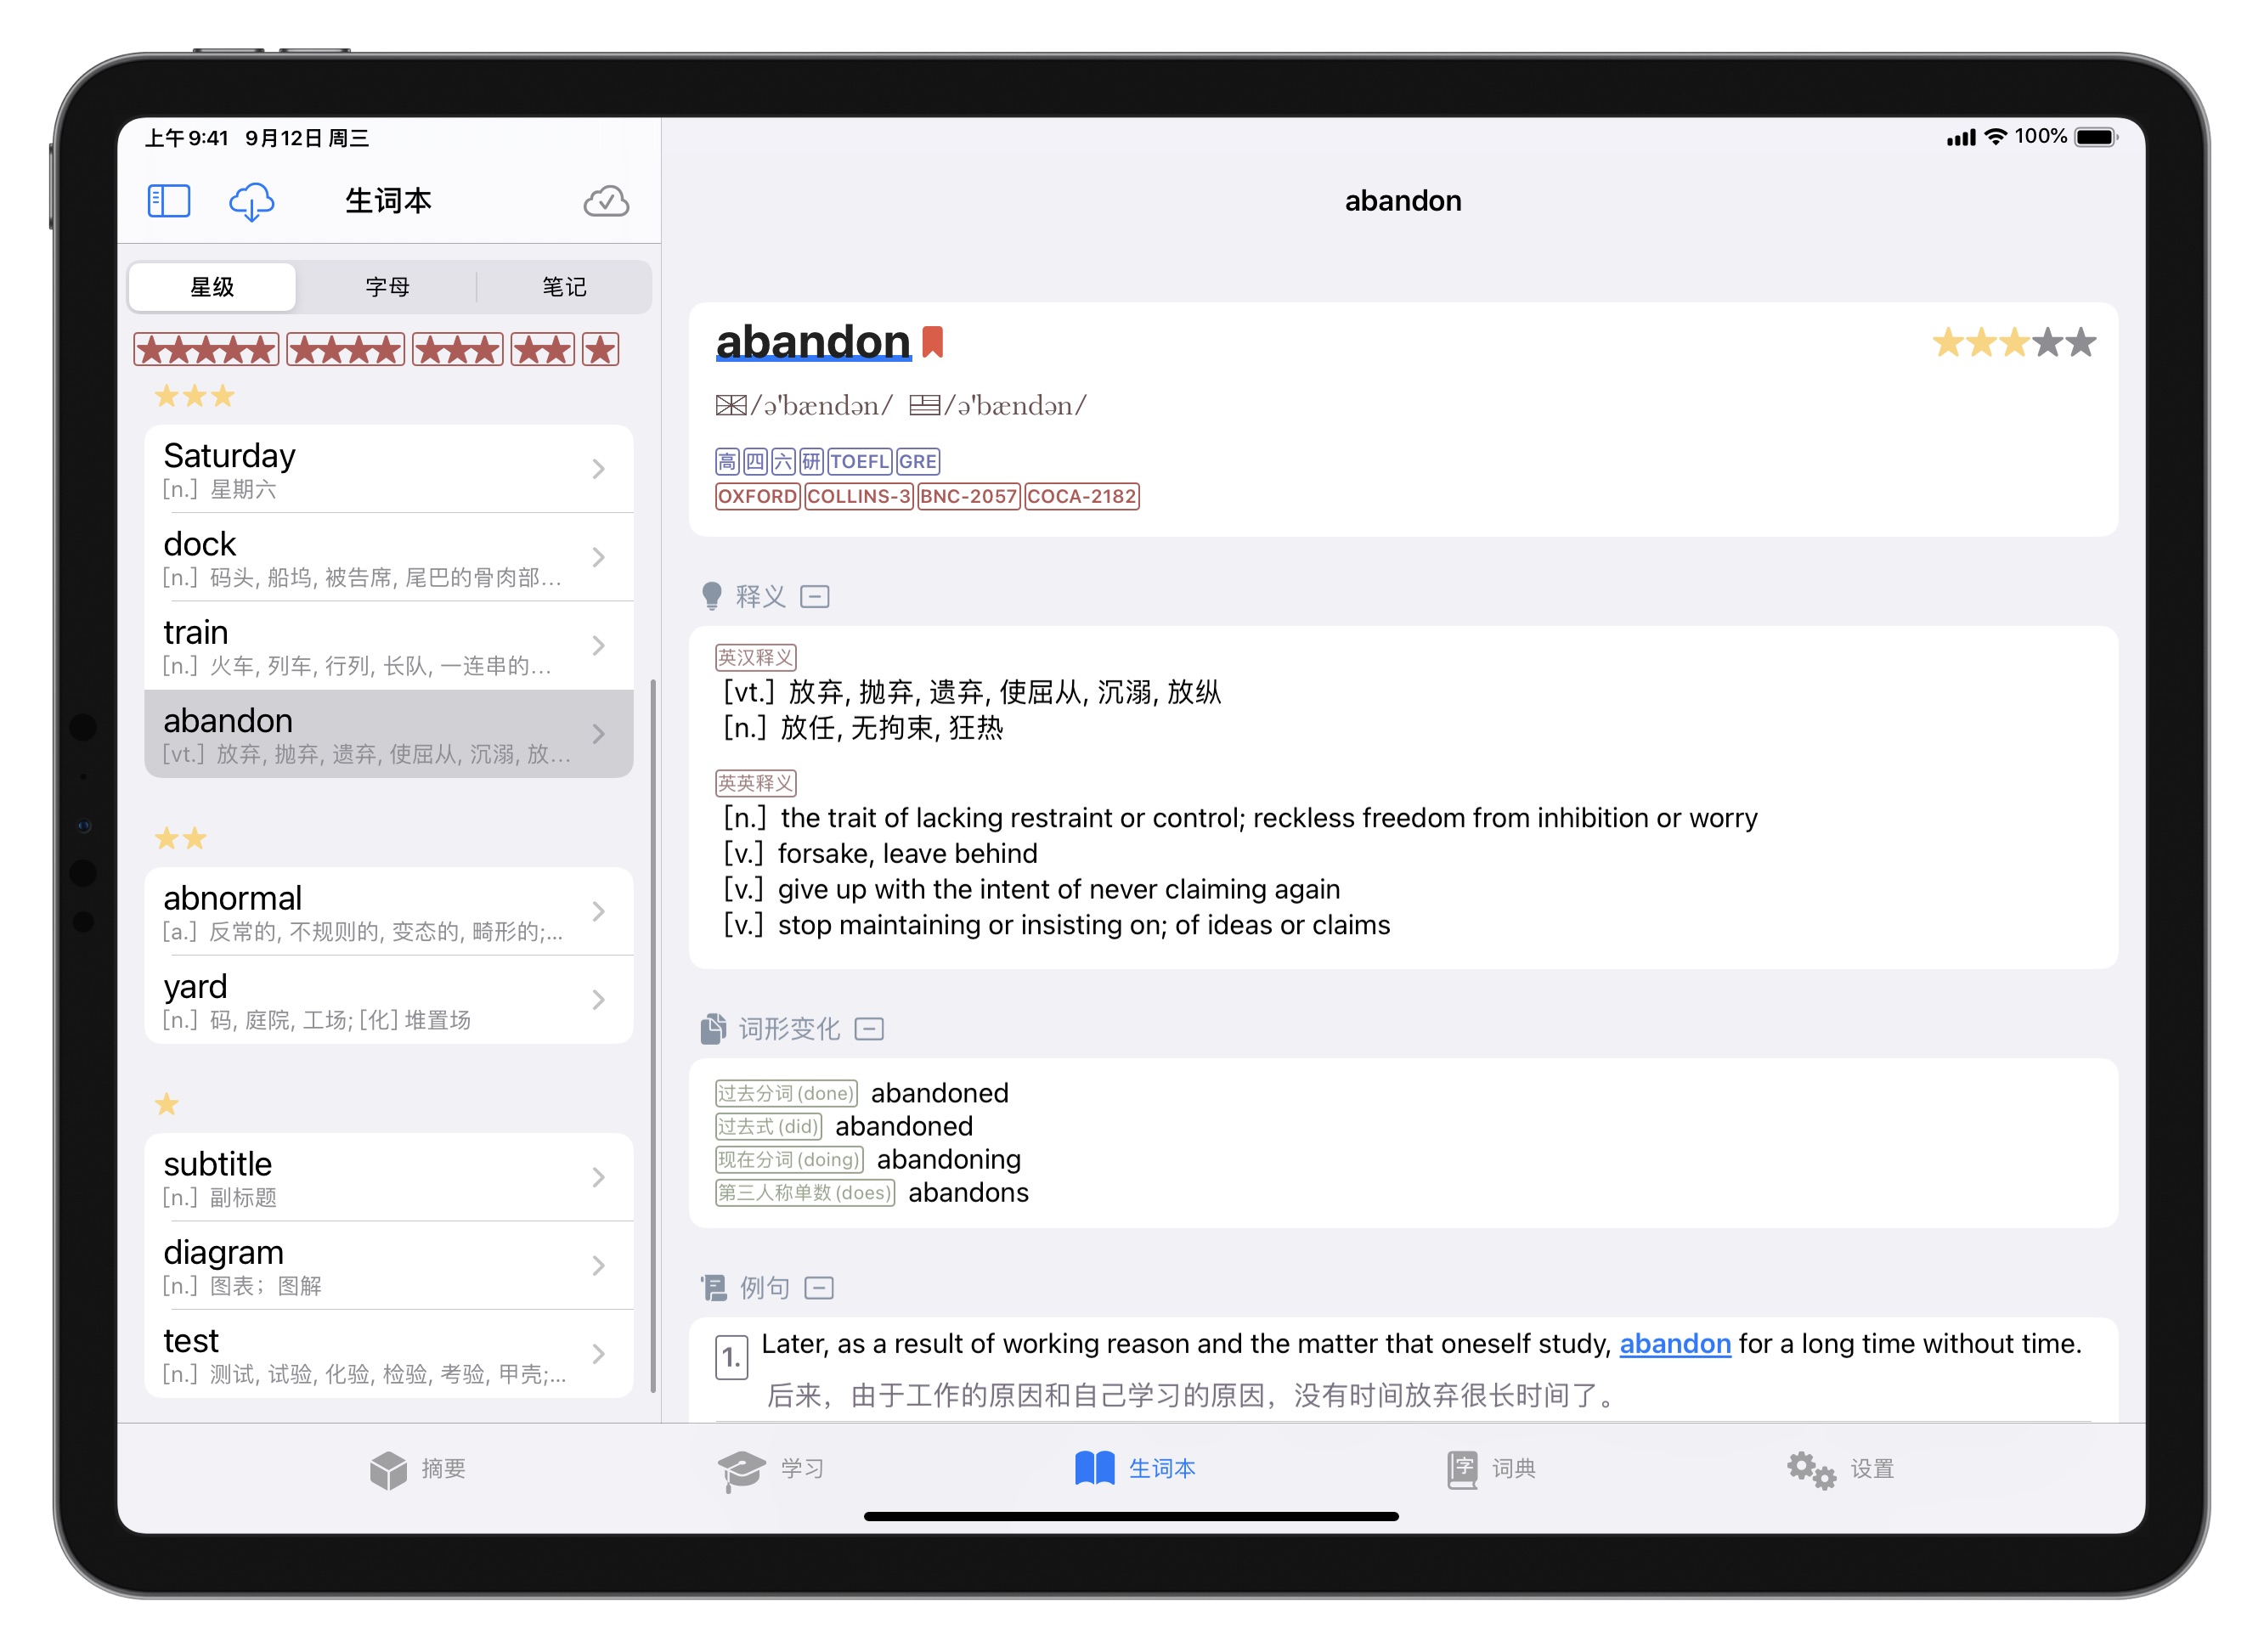 上午9:41 9月12日 周三
100%
生词本
星级 字母 笔记
Saturday
[n.] 星期六
dock
[n.] 码头, 船坞, 被告席, 尾巴的骨肉部...
train
[n.] 火车, 列车, 行列, 长队, 一连串的...
abandon
[vt.] 放弃, 抛弃, 遗弃, 使屈从, 沉溺, 放...
abnormal
[a.] 反常的, 不规则的, 变态的, 畸形的;...
yard
[n.] 码, 庭院, 工场; [化] 堆置场
subtitle
[n.] 副标题
diagram
[n.] 图表；图解
test
[n.] 测试, 试验, 化验, 检验, 考验, 甲壳;...
abandon
abandon
/ə'bændən/ /ə'bændən/
高 四 六 研 TOEFL GRE
OXFORD COLLINS-3 BNC-2057 COCA-2182
释义
英汉释义
[vt.] 放弃, 抛弃, 遗弃, 使屈从, 沉溺, 放纵
[n.] 放任, 无拘束, 狂热
英英释义
[n.] the trait of lacking restraint or control; reckless freedom from inhibition or worry
[v.] forsake, leave behind
[v.] give up with the intent of never claiming again
[v.] stop maintaining or insisting on; of ideas or claims
词形变化
过去分词(done) abandoned
过去式(did) abandoned
现在分词(doing) abandoning
第三人称单数(does) abandons
例句
1. Later, as a result of working reason and the matter that oneself study, abandon for a long time without time.
后来，由于工作的原因和自己学习的原因，没有时间放弃很长时间了。
摘要 学习 生词本 字 词典 设置